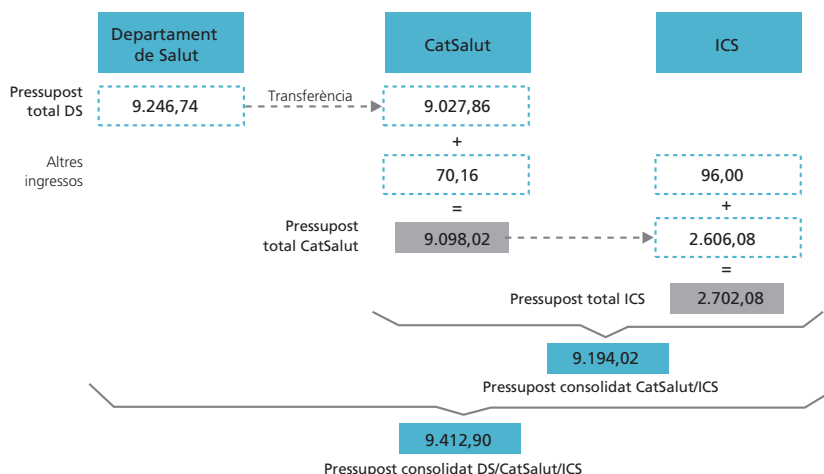 Departament
de Salut
CatSalut
ICS
Pressupost
total DS
9.246,74
Transferència
9.027,86
+
Altres
ingressos
70,16
96,00
=
+
Pressupost
total CatSalut
9.098,02
2.606,08
=
Pressupost total ICS
2.702,08
9.194,02
Pressupost consolidat CatSalut/ICS
9.412,90
Pressupost consolidat DS/CatSalut/ICS